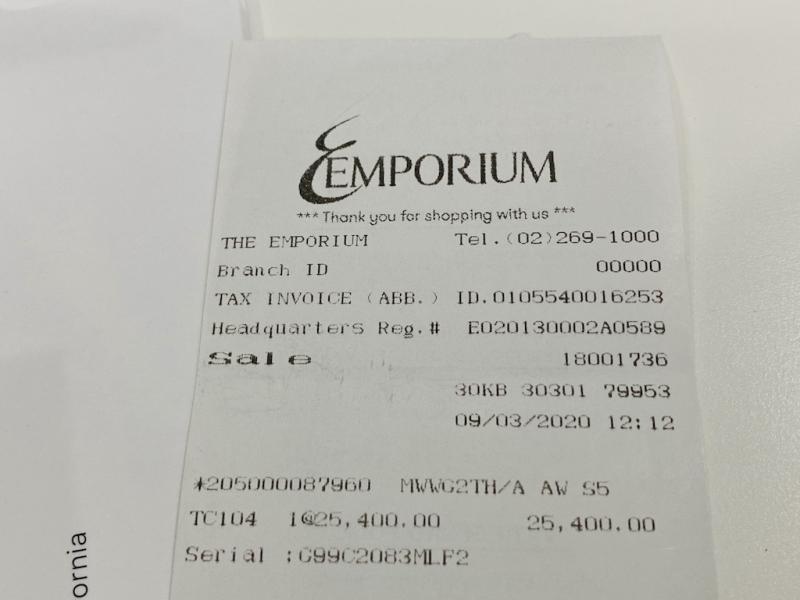 EMPORIUM
*** Thank you for shopping with us ***
THE EMPORIUM Tel.(02)269-1000
Branch ID 00000
TAX INVOICE (ABB.) ID.0105540016253
Headquarters Reg.# E020130002A0589
Sale 18001736
30KB 30301 79953
09/03/2020 12:12
*205000087960 MWWG2TH/A AW S5
TC104 1@25,400.00 25,400.00
Serial :G99C2083MLF2
ornia